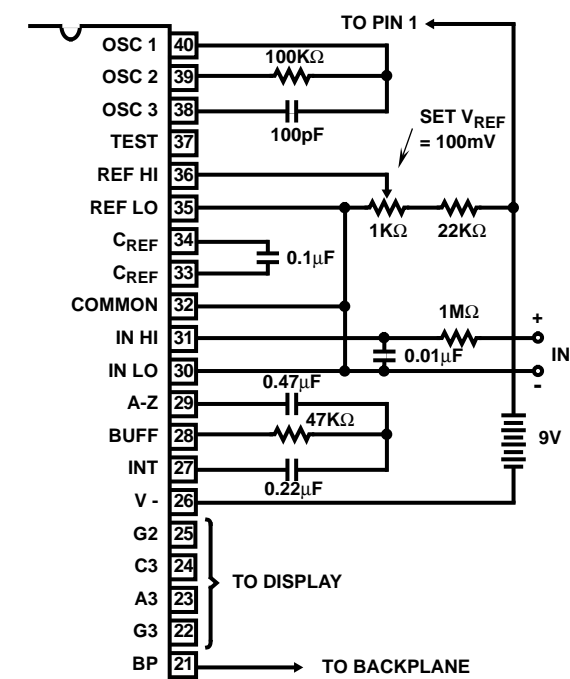 TO PIN 1
OSC 1 40
100KΩ
OSC 2 39
OSC 3 38
100pF
SET VREF
= 100mV
TEST 37
REF HI 36
REF LO 35
1KΩ 22KΩ
CREF 34
0.1μF
CREF 33
COMMON 32
1MΩ
+
IN HI 31
0.01μF
IN
IN LO 30
-
0.47μF
A-Z 29
47KΩ
BUFF 28
9V
INT 27
0.22μF
V - 26
G2 25
C3 24
TO DISPLAY
A3 23
G3 22
BP 21
TO BACKPLANE